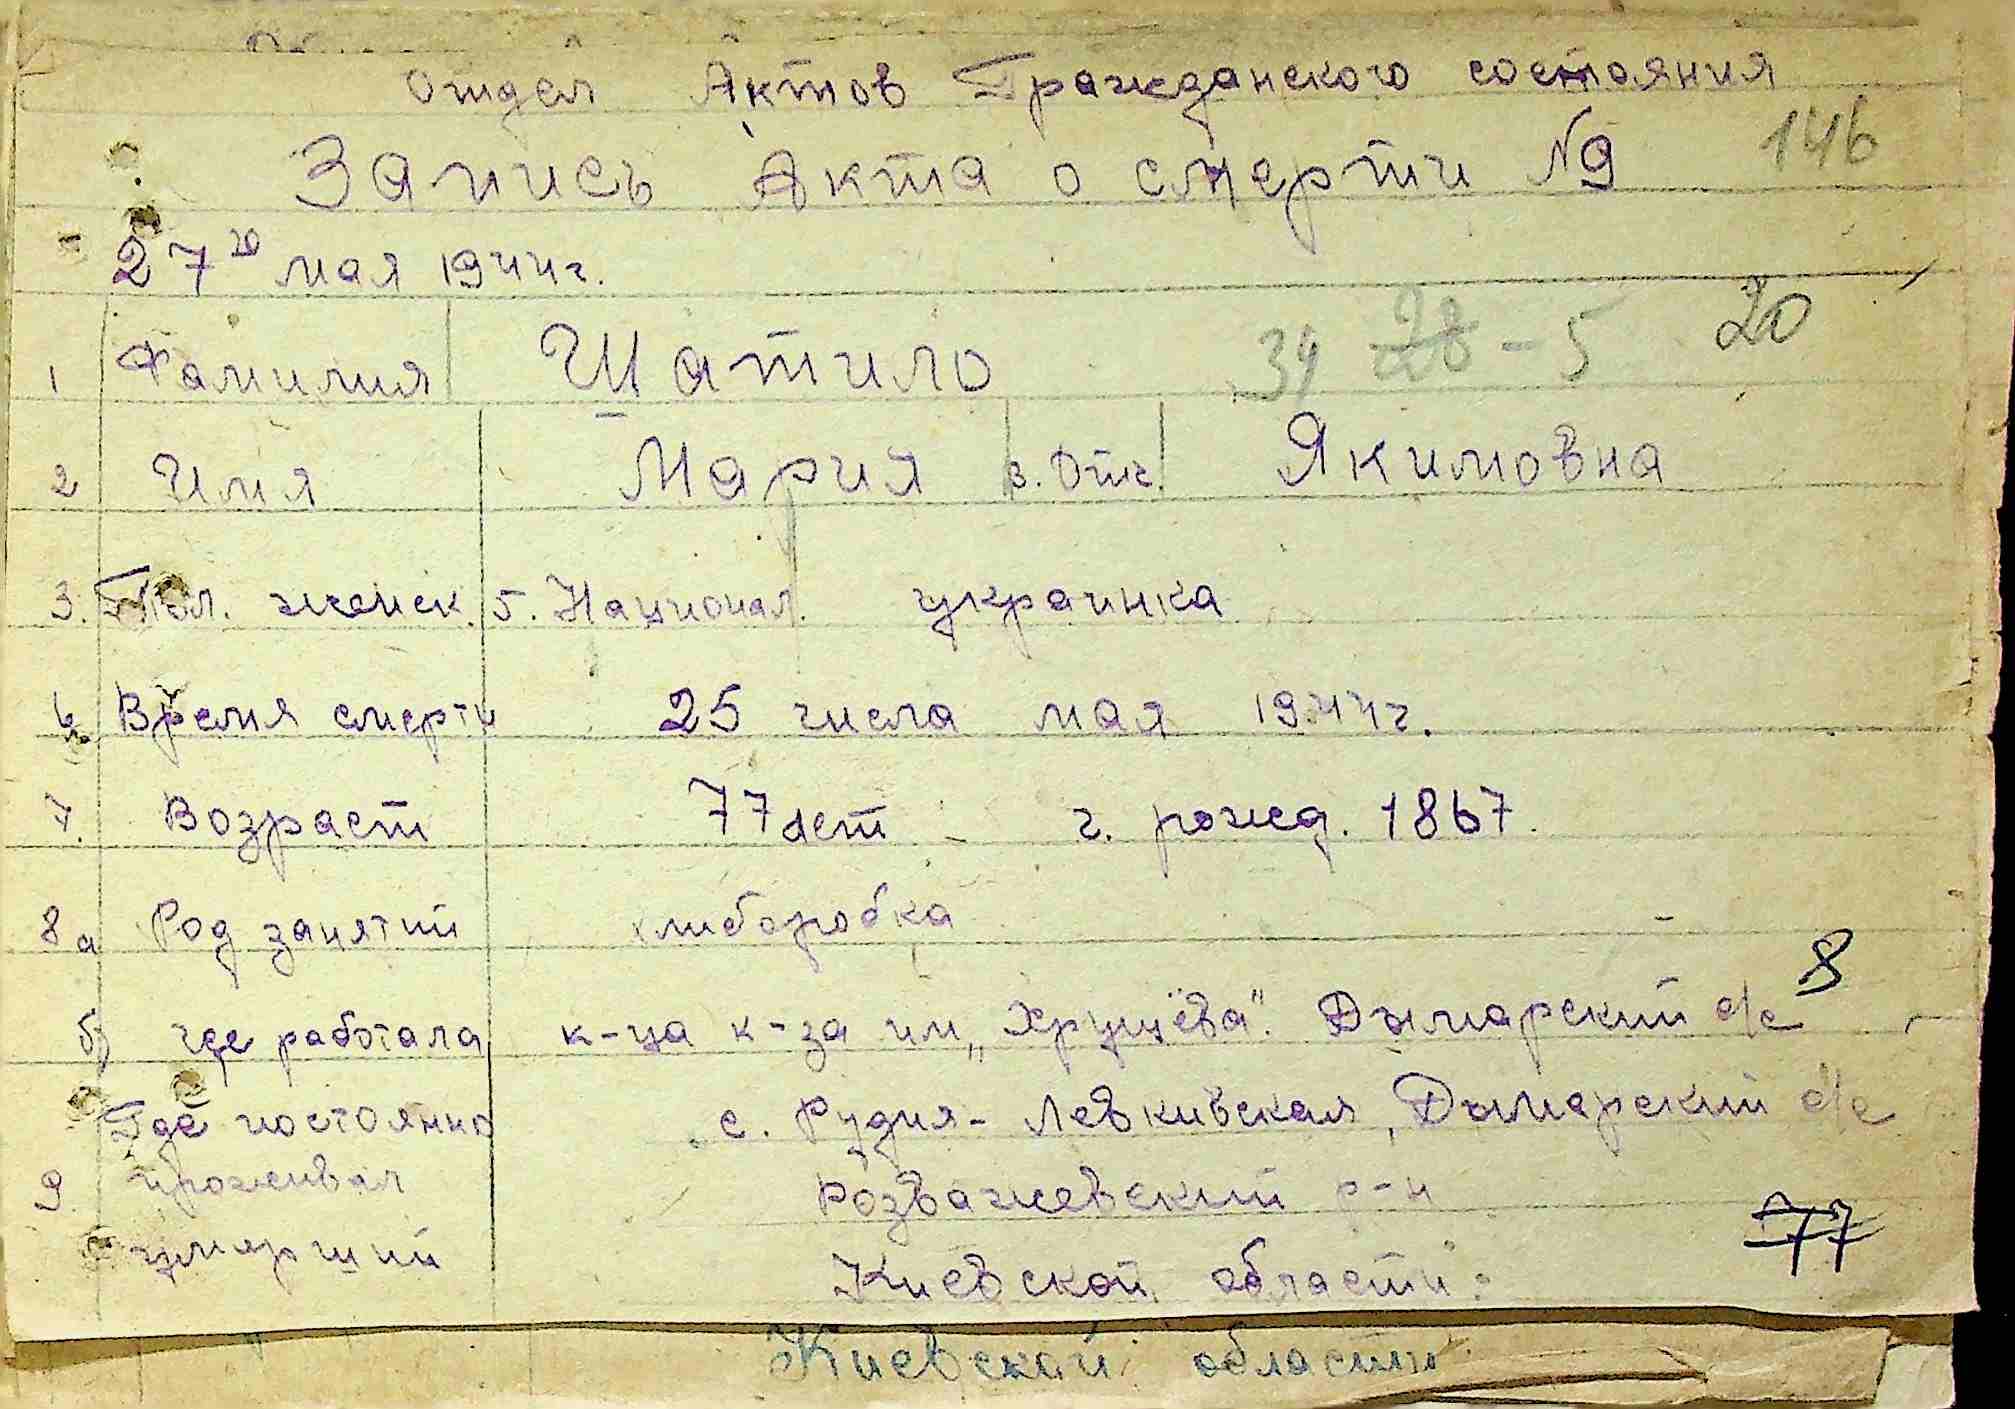 Отдел Актов Гражданского состояния
Запись Акта о смерти №9 146
27го мая 1944г.
1 Фамилия Шатило 34 28-5 20
2 Имя Мария 3. Отч. Якимовна
3. Пол. женск. 5. Национал. украинка
6 Время смерти 25 числа мая 1944г.
7. Возраст 77 лет г. рожд. 1867.
8а Род занятий хлиборобка
б) где работала к-ца к-за им „Хрущёва". Дымарский с/с 8
Где постоянно с. Рудня-Левкивская, Дымарский с/с
9. проживал Розважевский р-н
умерший Киевской области. 77
Киевской области